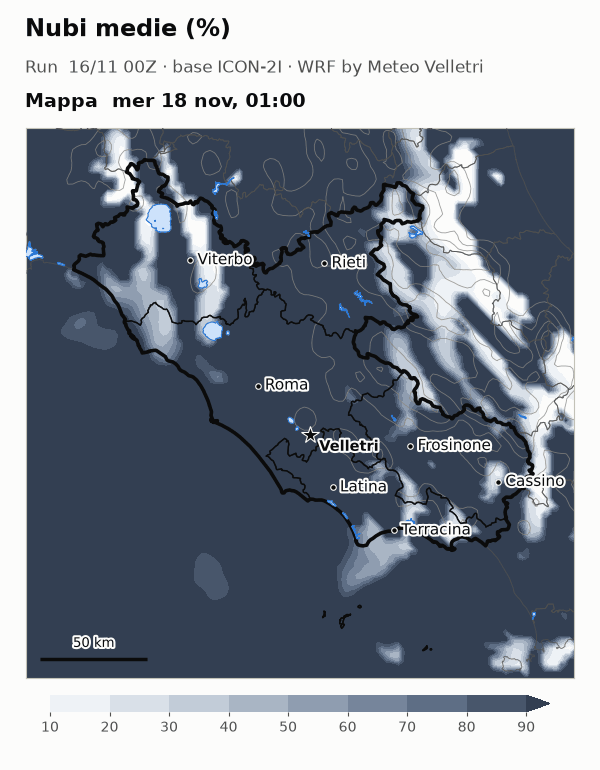 Nubi medie (%)
Run 16/11 00Z · base ICON-2I · WRF by Meteo Velletri
Mappa mer 18 nov, 01:00
Viterbo
Rieti
Roma
Velletri
Frosinone
Cassino
Latina
Terracina
50 km
10 20 30 40 50 60 70 80 90